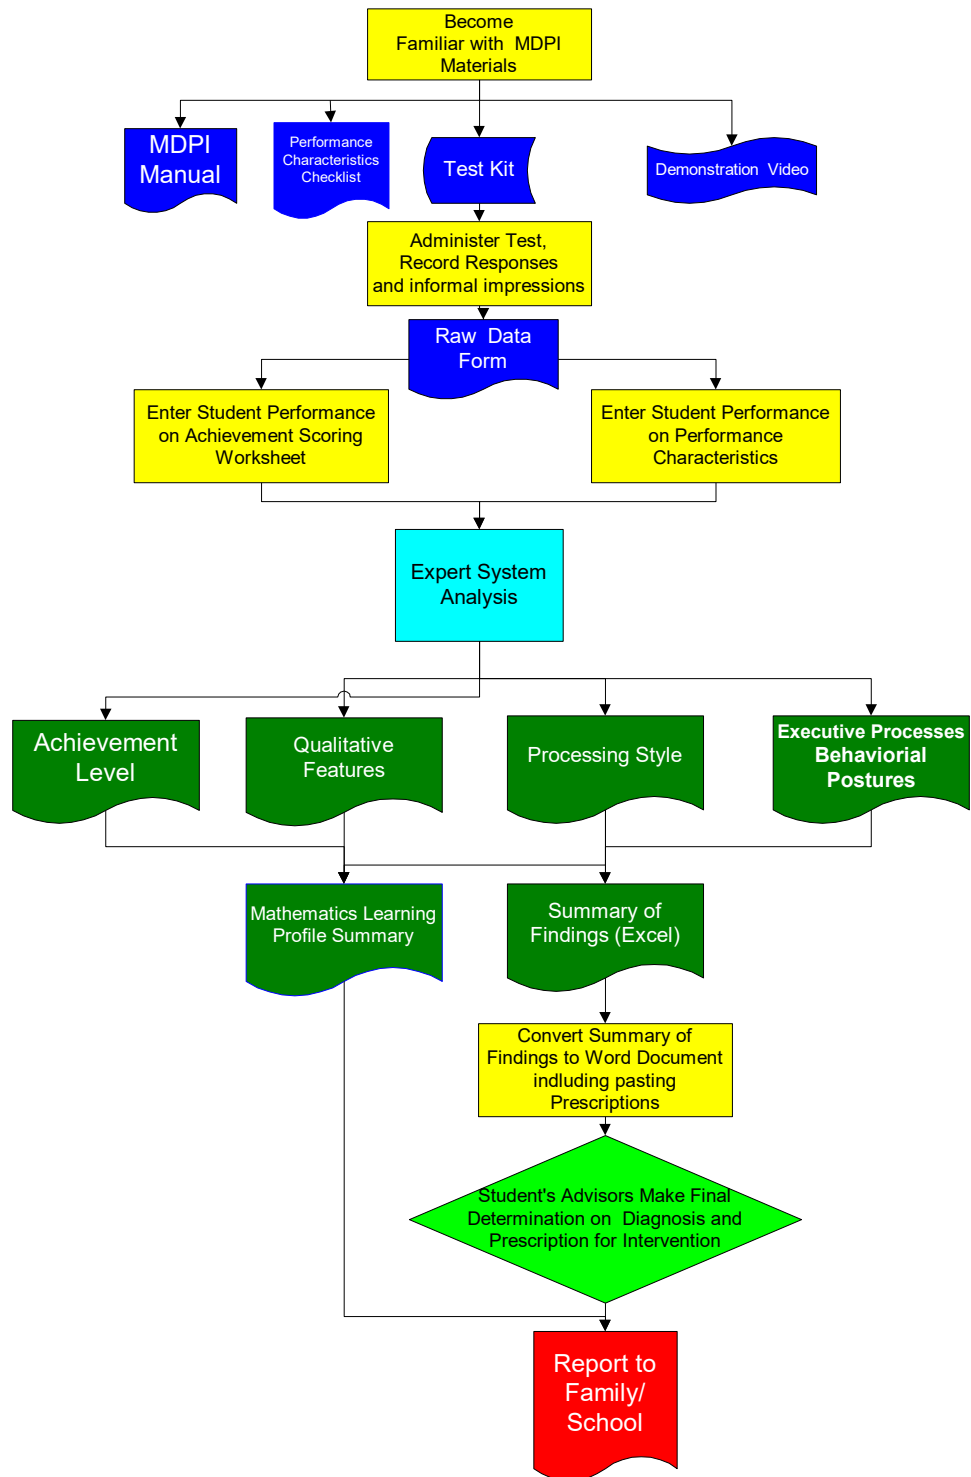 Become
Familiar with MDPI
Materials
MDPI
Manual
Performance
Characteristics
Checklist
Test Kit
Demonstration Video
Administer Test,
Record Responses
and informal impressions
Raw Data
Form
Enter Student Performance
on Achievement Scoring
Worksheet
Enter Student Performance
on Performance
Characteristics
Expert System
Analysis
Achievement
Level
Qualitative
Features
Processing Style
Executive Processes
Behaviorial
Postures
Mathematics Learning
Profile Summary
Summary of
Findings (Excel)
Convert Summary of
Findings to Word Document
indluding pasting
Prescriptions
Student's Advisors Make Final
Determination on Diagnosis and
Prescription for Intervention
Report to
Family/
School